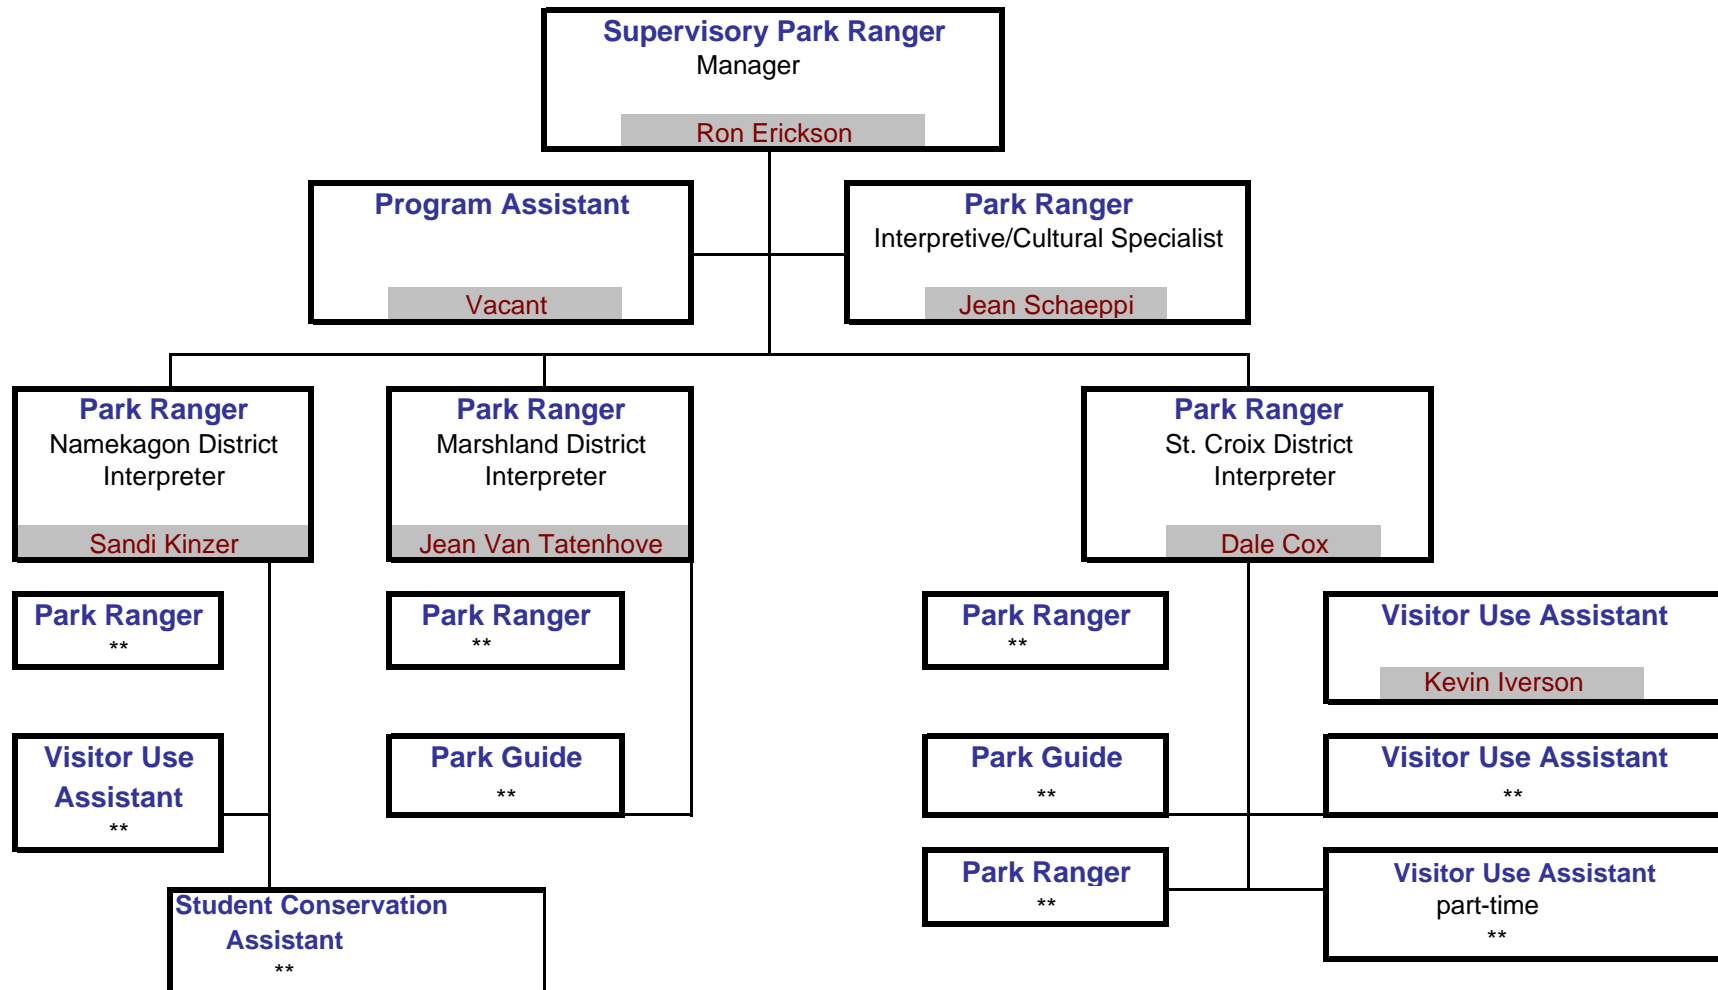 Supervisory Park Ranger
Manager
Ron Erickson
Program Assistant
Vacant
Park Ranger
Interpretive/Cultural Specialist
Jean Schaeppi
Park Ranger
Namekagon District
Interpreter
Sandi Kinzer
Park Ranger
Marshland District
Interpreter
Jean Van Tatenhove
Park Ranger
St. Croix District
Interpreter
Dale Cox
Park Ranger
**
Park Ranger
**
Park Ranger
**
Visitor Use Assistant
Kevin Iverson
Visitor Use
Assistant
**
Park Guide
**
Park Guide
**
Visitor Use Assistant
**
Park Ranger
**
Visitor Use Assistant
part-time
**
Student Conservation
Assistant
**